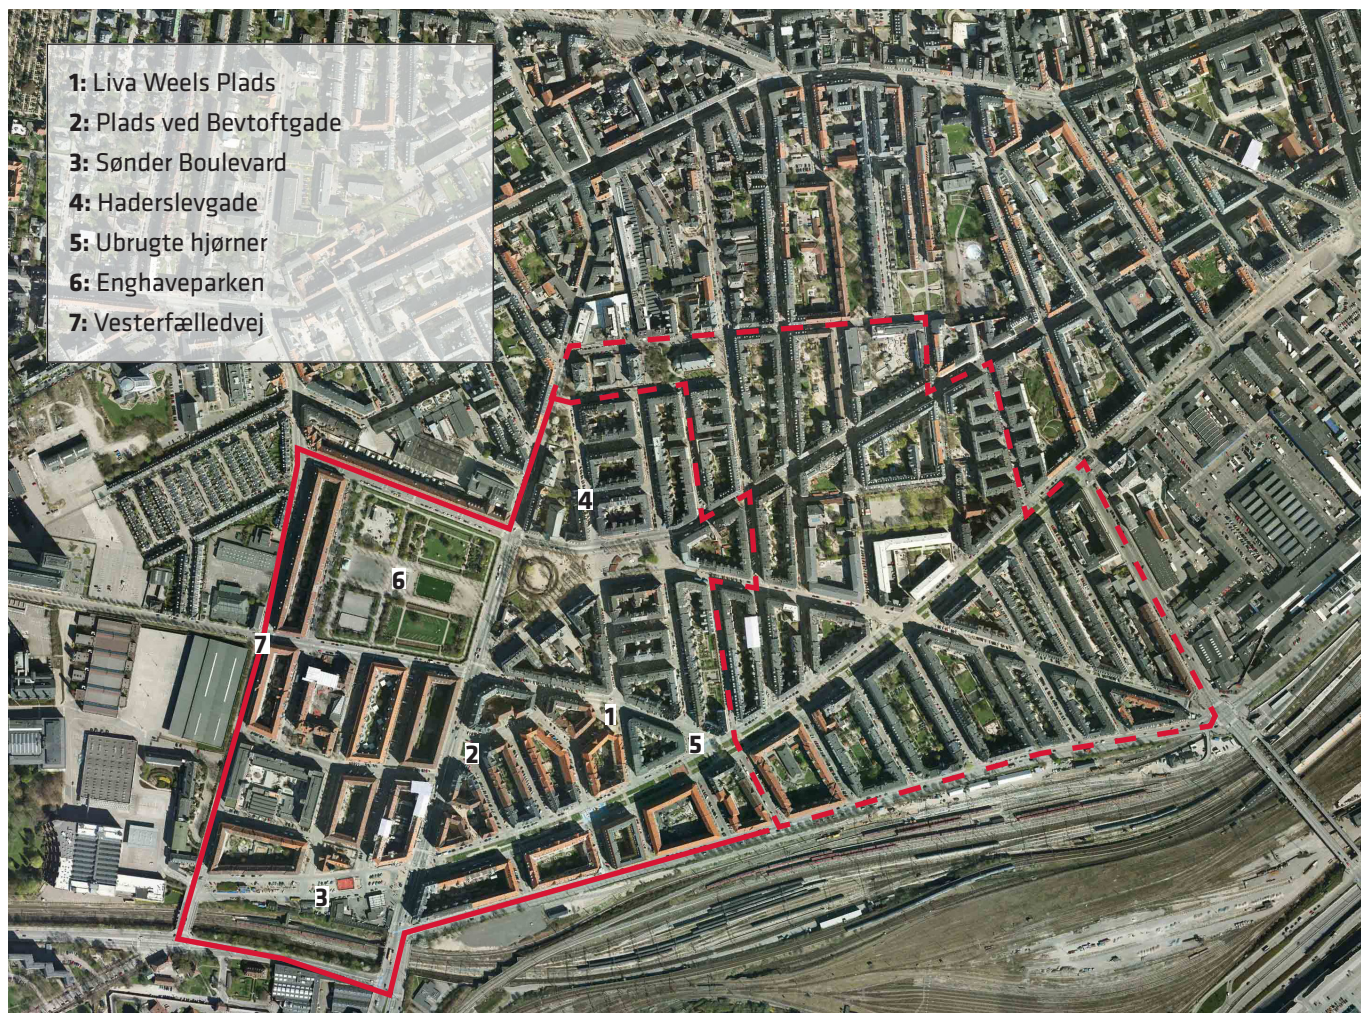 1: Liva Weels Plads
2: Plads ved Bevtoftgade
3: Sønder Boulevard
4: Haderslevgade
5: Ubrugte hjørner
6: Enghaveparken
7: Vesterfælledvej
4
6
7
1
2
5
3